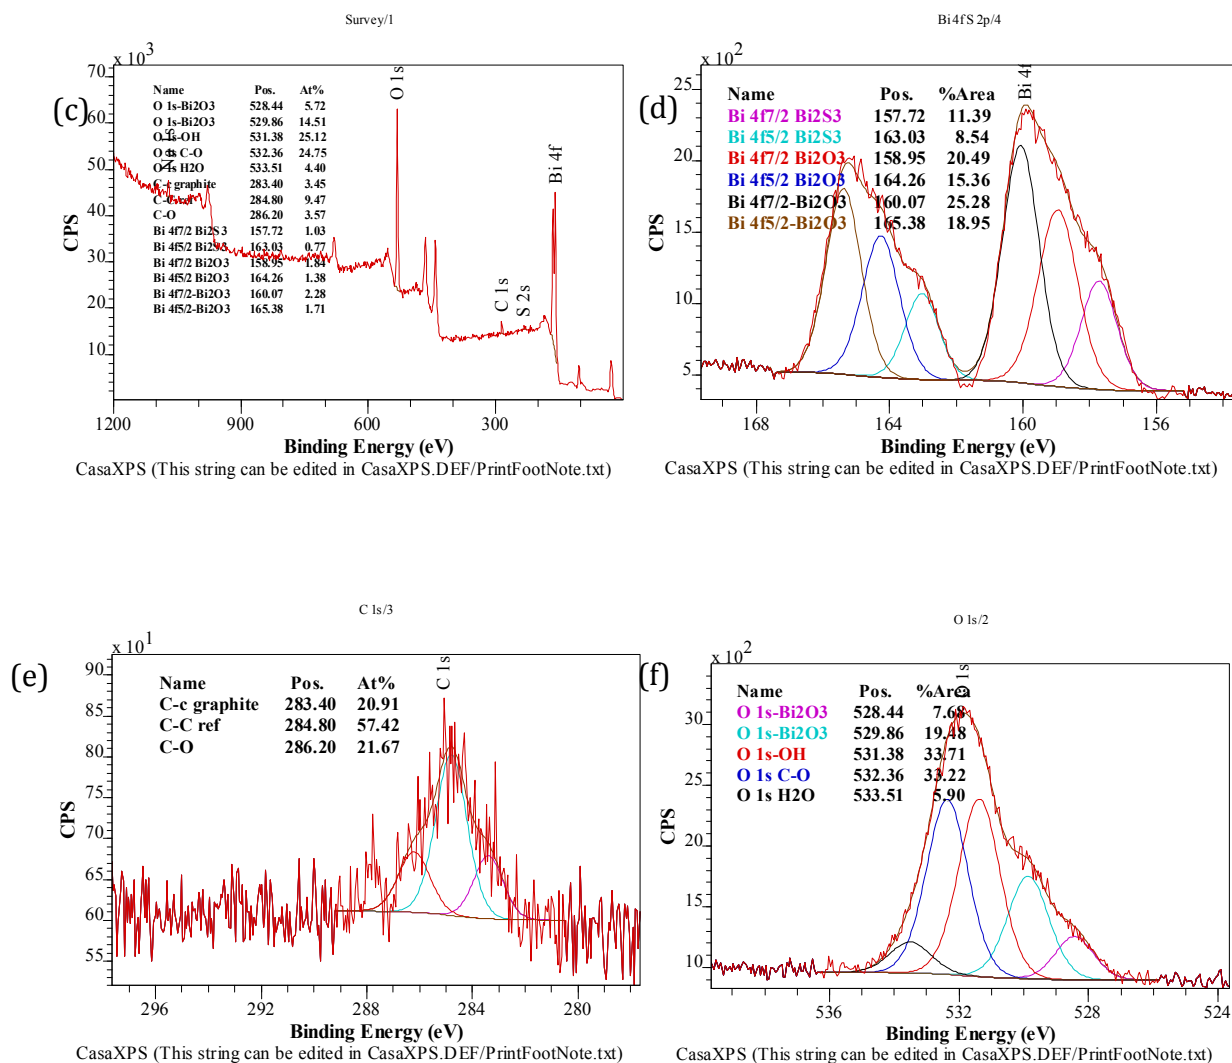 Survey/1
x 10^3
(c)
Name Pos. At%
O 1s-Bi2O3 528.44 5.72
O 1s-Bi2O3 529.86 14.51
O 1s-OH 531.38 25.12
O 1s C-O 532.36 24.75
O 1s H2O 533.51 4.40
C-c graphite 283.40 3.45
C-C ref 284.80 9.47
C-O 286.20 3.57
Bi 4f7/2 Bi2S3 157.72 1.03
Bi 4f5/2 Bi2S3 163.03 0.77
Bi 4f7/2 Bi2O3 158.95 1.84
Bi 4f5/2 Bi2O3 164.26 1.38
Bi 4f7/2-Bi2O3 160.07 2.28
Bi 4f5/2-Bi2O3 165.38 1.71
O 1s
C 1s
S 2s
Bi 4f
CPS
70
60
50
40
30
20
10
1200 900 600 300
Binding Energy (eV)
CasaXPS (This string can be edited in CasaXPS.DEF/PrintFootNote.txt)
Bi 4f S 2p/4
x 10^2
(d)
Name Pos. %Area
Bi 4f7/2 Bi2S3 157.72 11.39
Bi 4f5/2 Bi2S3 163.03 8.54
Bi 4f7/2 Bi2O3 158.95 20.49
Bi 4f5/2 Bi2O3 164.26 15.36
Bi 4f7/2-Bi2O3 160.07 25.28
Bi 4f5/2-Bi2O3 165.38 18.95
Bi 4f
CPS
25
20
15
10
5
168 164 160 156
Binding Energy (eV)
CasaXPS (This string can be edited in CasaXPS.DEF/PrintFootNote.txt)
C 1s/3
x 10^1
(e)
Name Pos. At%
C-c graphite 283.40 20.91
C-C ref 284.80 57.42
C-O 286.20 21.67
C 1s
CPS
90
85
80
75
70
65
60
55
296 292 288 284 280
Binding Energy (eV)
CasaXPS (This string can be edited in CasaXPS.DEF/PrintFootNote.txt)
O 1s/2
x 10^2
(f)
Name Pos. %Area
O 1s-Bi2O3 528.44 7.68
O 1s-Bi2O3 529.86 19.48
O 1s-OH 531.38 33.71
O 1s C-O 532.36 33.22
O 1s H2O 533.51 5.90
O 1s
CPS
30
25
20
15
10
536 532 528 524
Binding Energy (eV)
CasaXPS (This string can be edited in CasaXPS.DEF/PrintFootNote.txt)